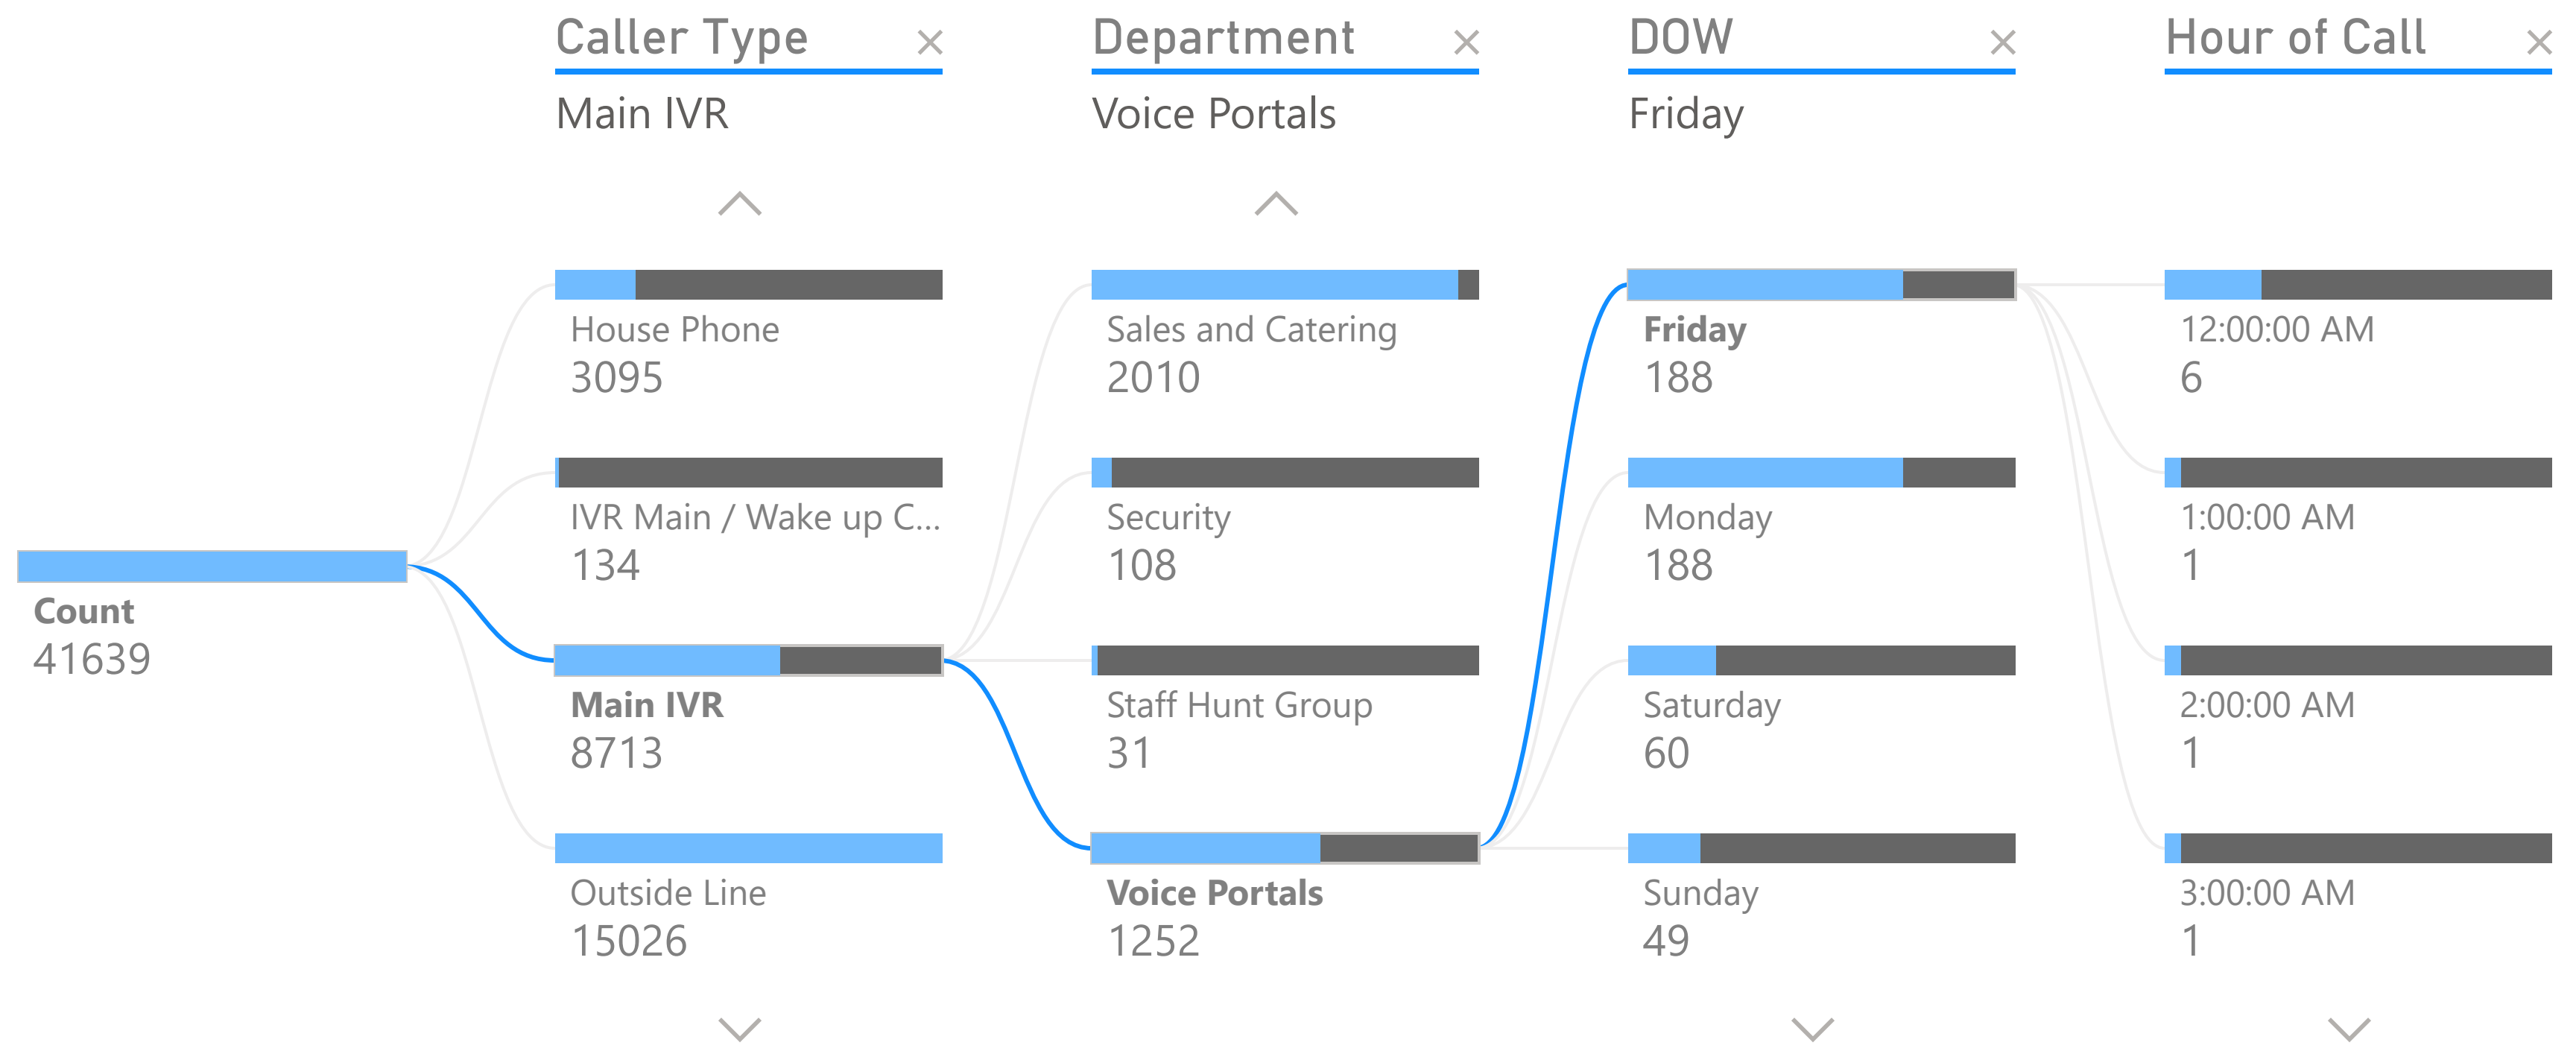 Caller Type
Main IVR
House Phone
3095
IVR Main / Wake up C...
134
Main IVR
8713
Outside Line
15026
Count
41639
Department
Voice Portals
Sales and Catering
2010
Security
108
Staff Hunt Group
31
Voice Portals
1252
DOW
Friday
Friday
188
Monday
188
Saturday
60
Sunday
49
Hour of Call
12:00:00 AM
6
1:00:00 AM
1
2:00:00 AM
1
3:00:00 AM
1